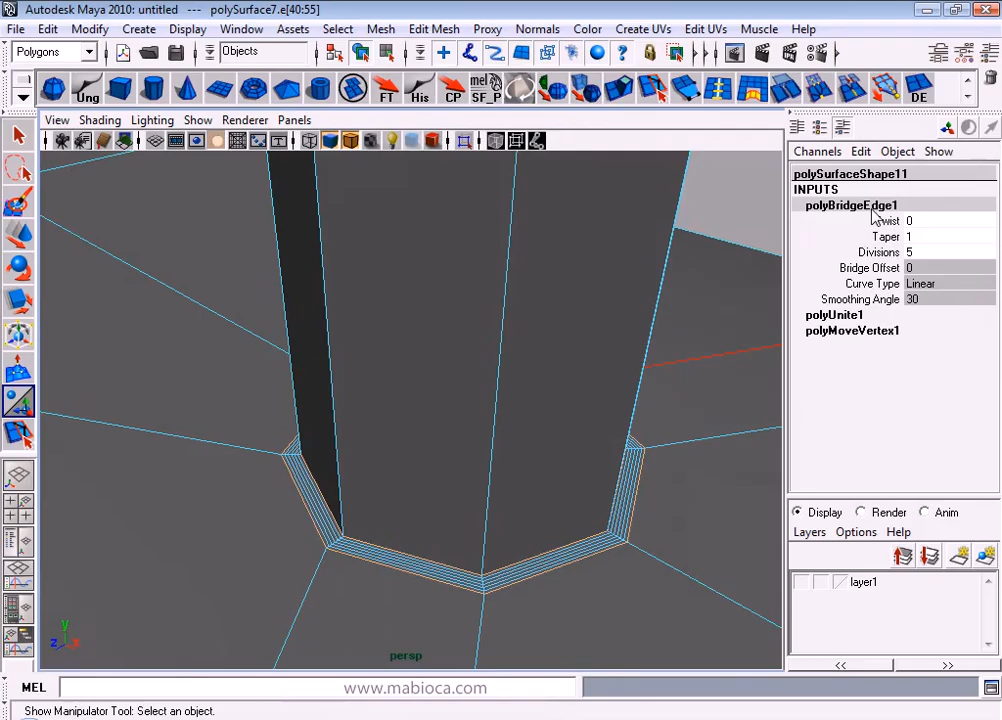 Autodesk Maya 2010: untitled * polySurface7.e[40:55]
File Edit Modify Create Display Window Assets Select Mesh Edit Mesh Proxy Normals Color Create UVs Edit UVs Muscle Help
Polygons Objects
Ung FT His CP mel SF_P DE
View Shading Lighting Show Renderer Panels
Channels Edit Object Show
polySurfaceShape11
INPUTS
polyBridgeEdge1
Twist 0
Taper 1
Divisions 5
Bridge Offset 0
Curve Type Linear
Smoothing Angle 30
polyUnite1
polyMoveVertex1
Display Render Anim
Layers Options Help
layer1
y
z x
persp
<< >>
MEL www.mabioca.com
Show Manipulator Tool: Select an object.